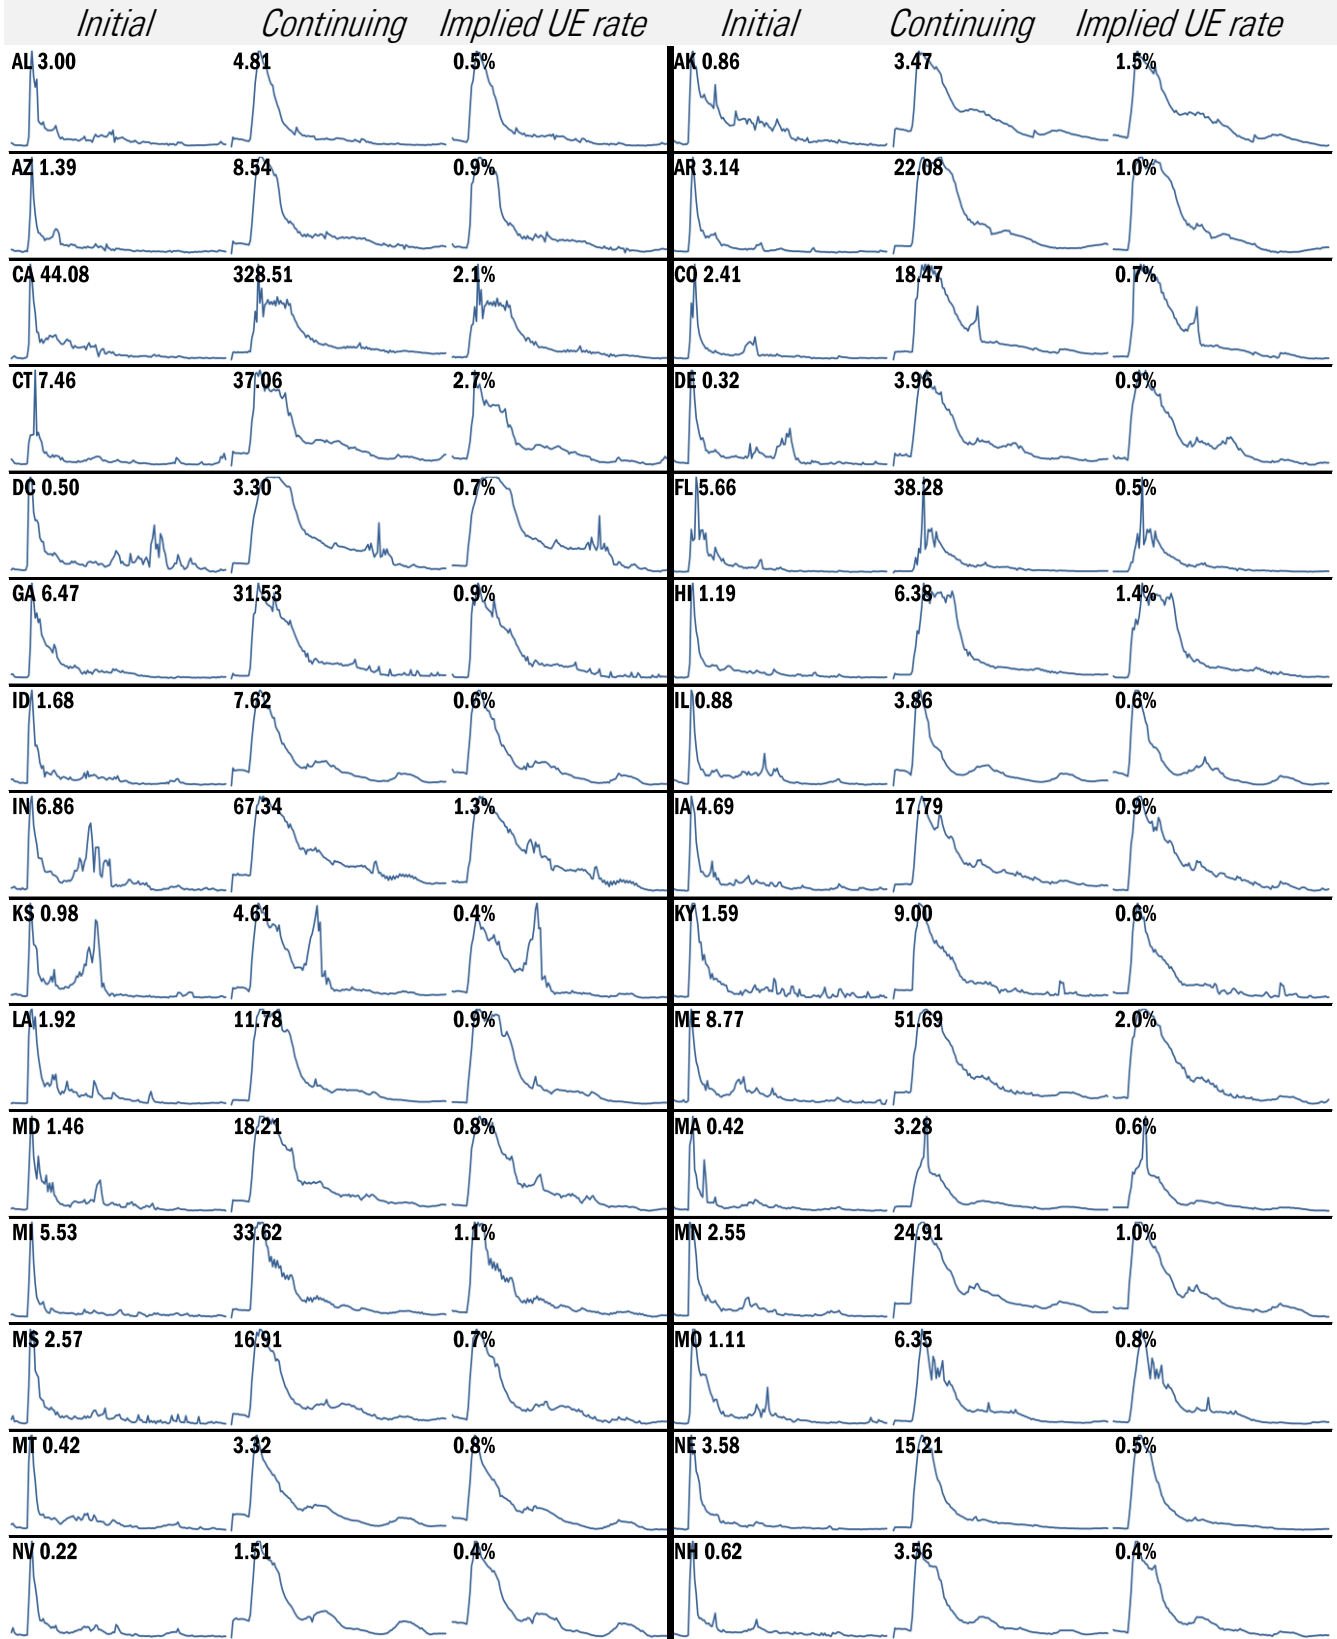 Initial Continuing Implied UE rate Initial Continuing Implied UE rate
AL 3.00 4.81 0.5% AK 0.86 3.47 1.5%
AZ 1.39 8.54 0.9% AR 3.14 22.08 1.0%
CA 44.08 328.51 2.1% CO 2.41 18.47 0.7%
CT 7.46 37.06 2.7% DE 0.32 3.96 0.9%
DC 0.50 3.30 0.7% FL 5.66 38.28 0.5%
GA 6.47 31.53 0.9% HI 1.19 6.38 1.4%
ID 1.68 7.62 0.6% IL 0.88 3.86 0.6%
IN 6.86 67.34 1.3% IA 4.69 17.79 0.9%
KS 0.98 4.61 0.4% KY 1.59 9.00 0.6%
LA 1.92 11.78 0.9% ME 8.77 51.69 2.0%
MD 1.46 18.21 0.8% MA 0.42 3.28 0.6%
MI 5.53 33.62 1.1% MN 2.55 24.91 1.0%
MS 2.57 16.91 0.7% MO 1.11 6.35 0.8%
MT 0.42 3.32 0.8% NE 3.58 15.21 0.5%
NV 0.22 1.51 0.4% NH 0.62 3.56 0.4%